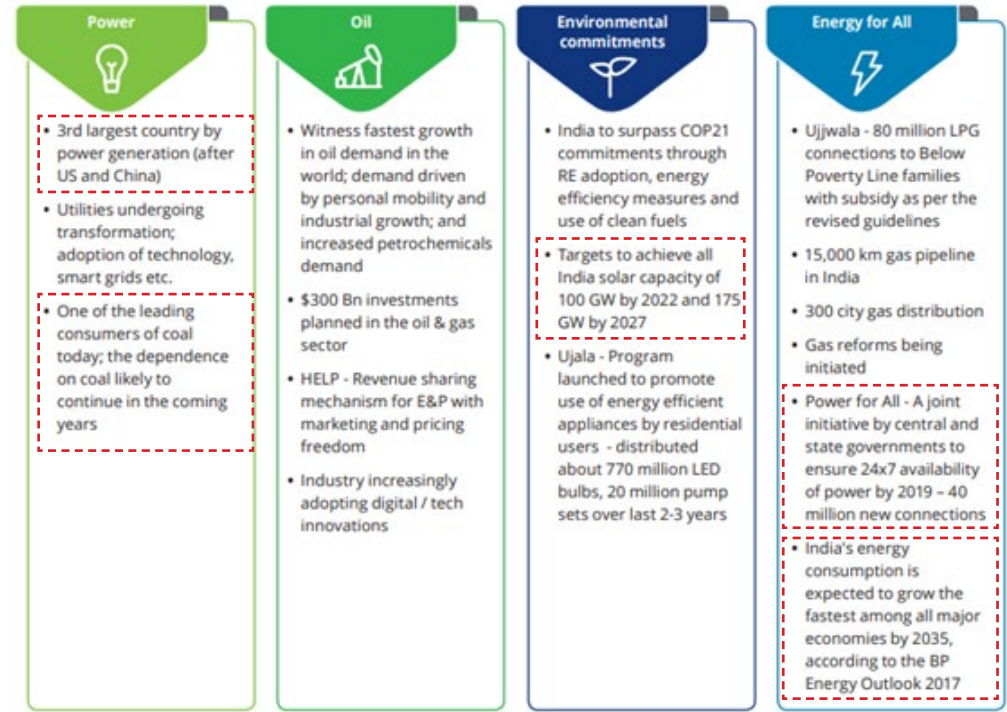 Power
• 3rd largest country by
power generation (after
US and China)
• Utilities undergoing
transformation;
adoption of technology,
smart grids etc.
• One of the leading
consumers of coal
today; the dependence
on coal likely to
continue in the coming
years
Oil
• Witness fastest growth
in oil demand in the
world; demand driven
by personal mobility and
industrial growth; and
increased petrochemicals
demand
• $300 Bn investments
planned in the oil & gas
sector
• HELP - Revenue sharing
mechanism for E&P with
marketing and pricing
freedom
• Industry increasingly
adopting digital / tech
innovations
Environmental
commitments
• India to surpass COP21
commitments through
RE adoption, energy
efficiency measures and
use of clean fuels
• Targets to achieve all
India solar capacity of
100 GW by 2022 and 175
GW by 2027
• Ujala - Program
launched to promote
use of energy efficient
appliances by residential
users - distributed
about 770 million LED
bulbs, 20 million pump
sets over last 2-3 years
Energy for All
• Ujjwala - 80 million LPG
connections to Below
Poverty Line families
with subsidy as per the
revised guidelines
• 15,000 km gas pipeline
in India
• 300 city gas distribution
• Gas reforms being
initiated
• Power for All - A joint
initiative by central and
state governments to
ensure 24x7 availability
of power by 2019 – 40
million new connections
• India's energy
consumption is
expected to grow the
fastest among all major
economies by 2035,
according to the BP
Energy Outlook 2017